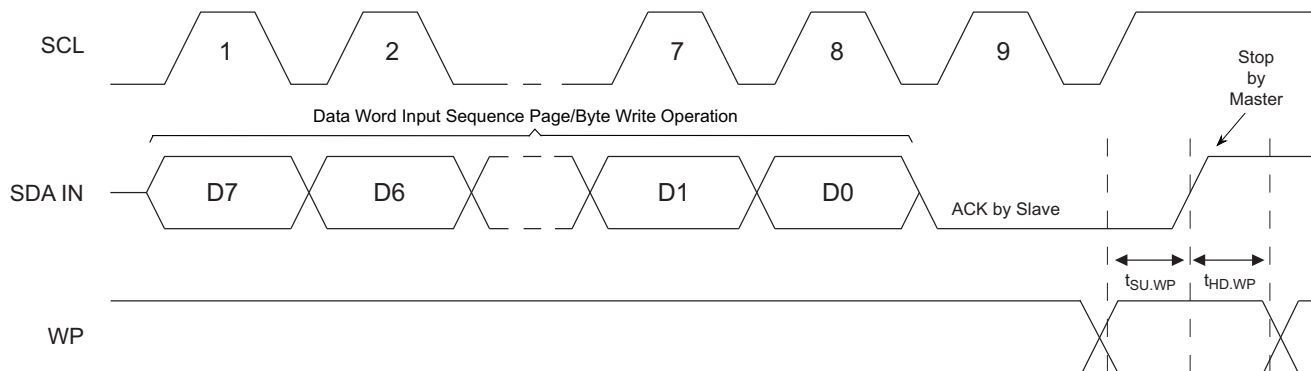 SCL
1
2
7
8
9
Stop
by
Master
Data Word Input Sequence Page/Byte Write Operation
SDA IN
D7
D6
D1
D0
ACK by Slave
tSU.WP
tHD.WP
WP